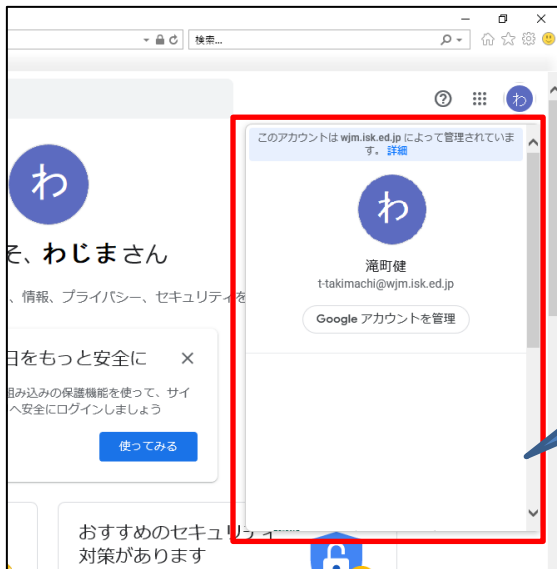 検索...
わ
このアカウントは wjm.isk.ed.jp によって管理されていま
す。 詳細
わ
滝町健
t-takimachi@wjm.isk.ed.jp
Google アカウントを管理
わ
そ、わじまさん
、情報、プライバシー、セキュリティを
日をもっと安全に
組み込みの保護機能を使って、サイ
へ安全にログインしましょう
使ってみる
おすすめのセキュリティ
対策があります